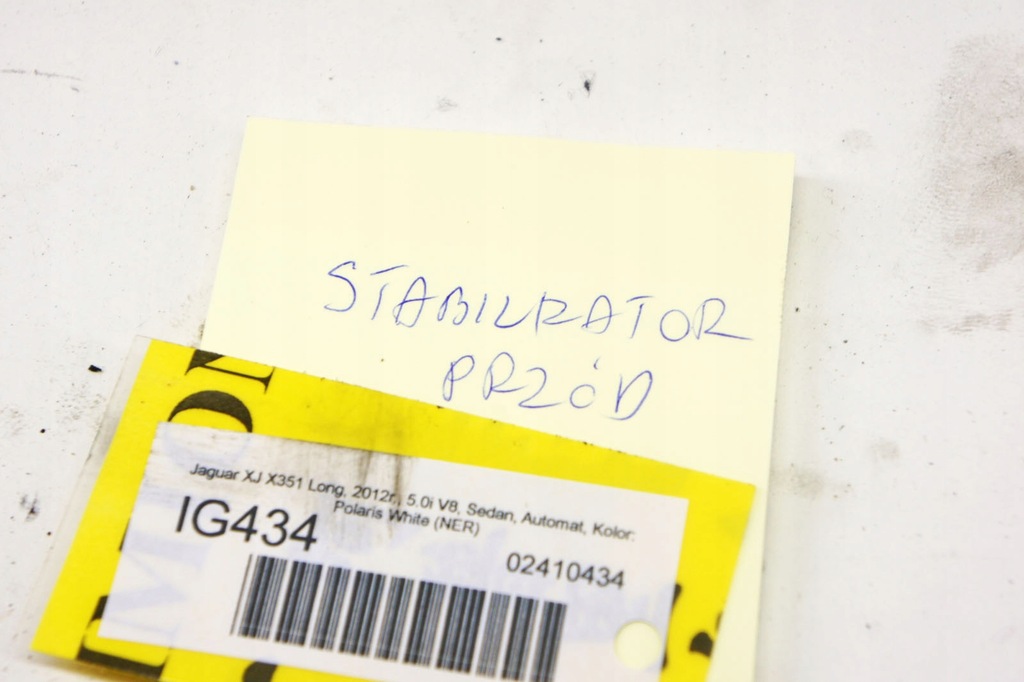 STABILIZATOR
PRZÓD
Jaguar XJ X351 Long, 2012r., 5.0i V8, Sedan, Automat, Kolor:
Polaris White (NER)
IG434
02410434